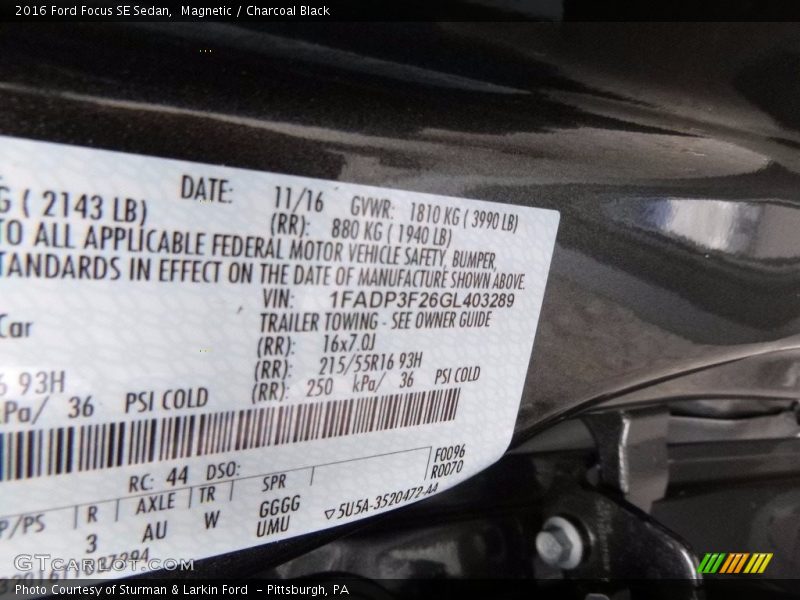 2016 Ford Focus SE Sedan, Magnetic / Charcoal Black
DATE: 11/16 GVWR: 1810 KG ( 3990 LB)
G ( 2143 LB) (RR): 880 KG ( 1940 LB)
TO ALL APPLICABLE FEDERAL MOTOR VEHICLE SAFETY, BUMPER,
TANDARDS IN EFFECT ON THE DATE OF MANUFACTURE SHOWN ABOVE.
VIN: 1FADP3F26GL403289
Car TRAILER TOWING - SEE OWNER GUIDE
(RR): 16x7.0J
6 93H (RR): 215/55R16 93H
kPa/ 36 PSI COLD (RR): 250 kPa/ 36 PSI COLD
RC: 44 DSO: F0096
P/PS R AXLE TR SPR R0070
3 AU W GGGG ▽5U5A-3520472-AA
UMU
GTCarDot.com
Photo Courtesy of Sturman & Larkin Ford - Pittsburgh, PA